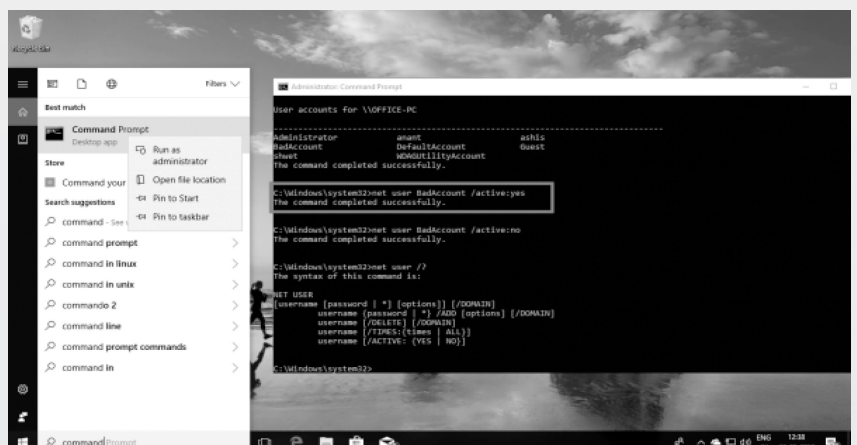 Recycle Bin
Filters
Best match
Command Prompt
Desktop app
Run as
administrator
Open file location
Pin to Start
Pin to taskbar
Store
Command your
Search suggestions
command - See
command prompt
command in linux
command in unix
commando 2
command line
command prompt commands
command in
command Prompt
Administrator: Command Prompt
User accounts for \\OFFICE-PC
-------------------------------------------------------------------------------
Administrator anant ashis
BadAccount DefaultAccount Guest
shwet WDAGUtilityAccount
The command completed successfully.
C:\Windows\system32>net user BadAccount /active:yes
The command completed successfully.
C:\Windows\system32>net user BadAccount /active:no
The command completed successfully.
C:\Windows\system32>net user /?
The syntax of this command is:
NET USER
[username [password | *] [options]] [/DOMAIN]
username {password | *} /ADD [options] [/DOMAIN]
username [/DELETE] [/DOMAIN]
username [/TIMES:{times | ALL}]
username [/ACTIVE: {YES | NO}]
C:\Windows\system32>
ENG
12:38